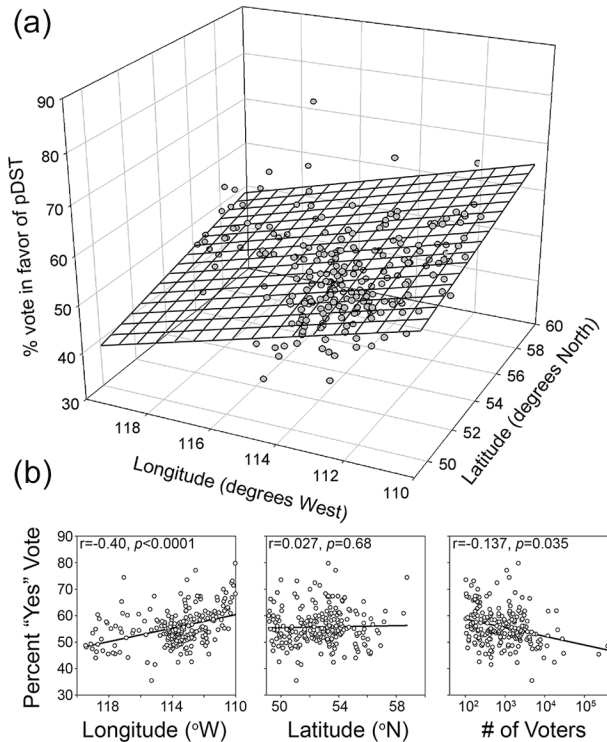 (a)
% vote in favor of pDST
90
80
70
60
50
40
30
118
116
114
112
110
Longitude (degrees West)
60
58
56
54
52
50
Latitude (degrees North)
(b)
Percent “Yes” Vote
90
80
70
60
50
40
30
r=-0.40, p<0.0001
118
114
110
Longitude (ºW)
r=0.027, p=0.68
50
54
58
Latitude (ºN)
r=-0.137, p=0.035
10²
10³
10⁴
10⁵
# of Voters